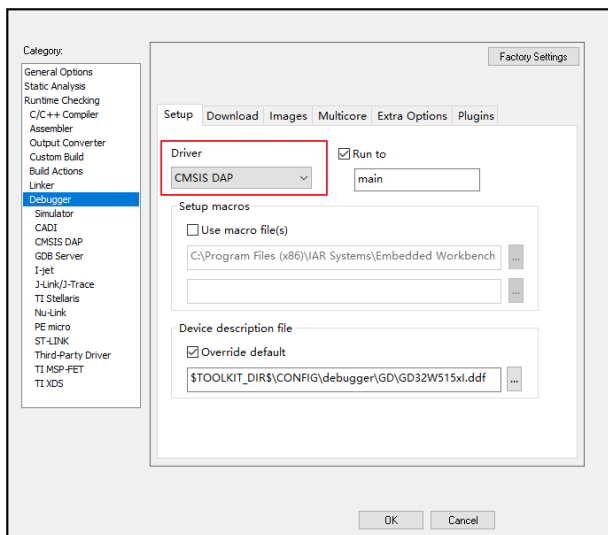 Category:
Factory Settings
General Options
Static Analysis
Runtime Checking
C/C++ Compiler
Assembler
Output Converter
Custom Build
Build Actions
Linker
Debugger
Simulator
CADI
CMSIS DAP
GDB Server
I-jet
J-Link/J-Trace
TI Stellaris
Nu-Link
PE micro
ST-LINK
Third-Party Driver
TI MSP-FET
TI XDS
Setup Download Images Multicore Extra Options Plugins
Driver
CMSIS DAP
Run to
main
Setup macros
Use macro file(s)
C:\Program Files (x86)\IAR Systems\Embedded Workbench
...
...
Device description file
Override default
$TOOLKIT_DIR$\CONFIG\debugger\GD\GD32W515xI.ddf
...
OK Cancel